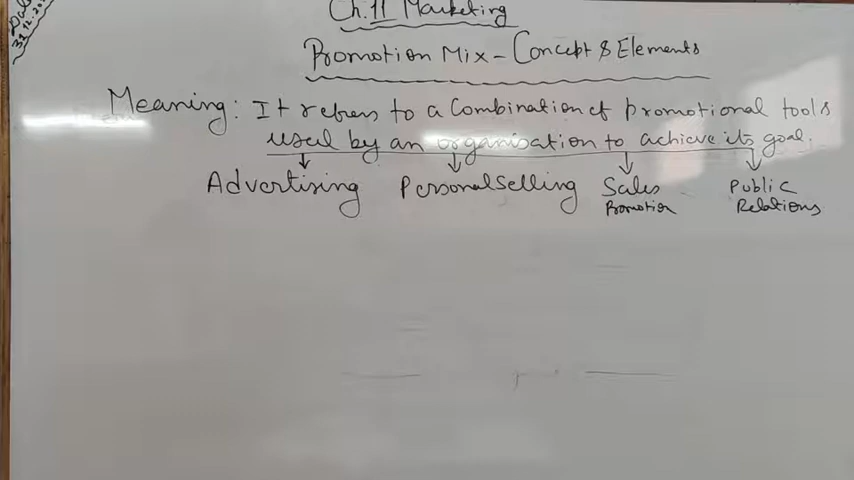 Ch.11 Marketing
Promotion Mix - Concept & Elements
Meaning: It refers to a Combination of promotional tools
used by an organisation to achieve its goal.
Advertising Personal Selling Sales Promotion Public Relations